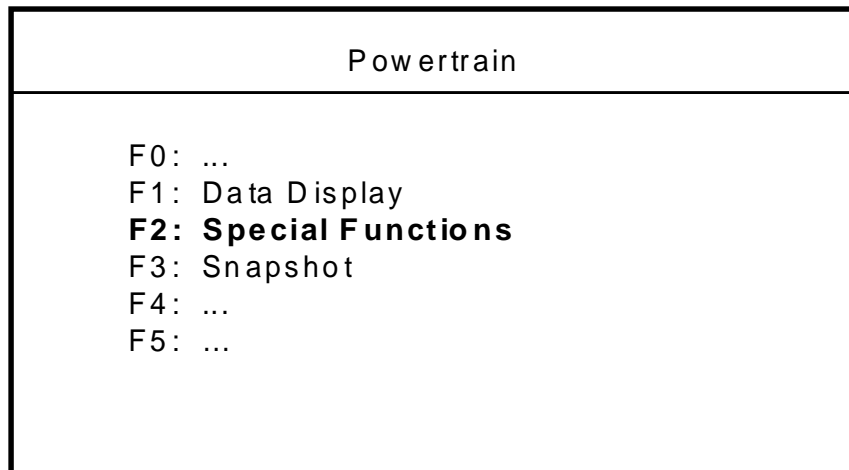 Powertrain
F0: ...
F1: Data Display
F2: Special Functions
F3: Snapshot
F4: ...
F5: ...